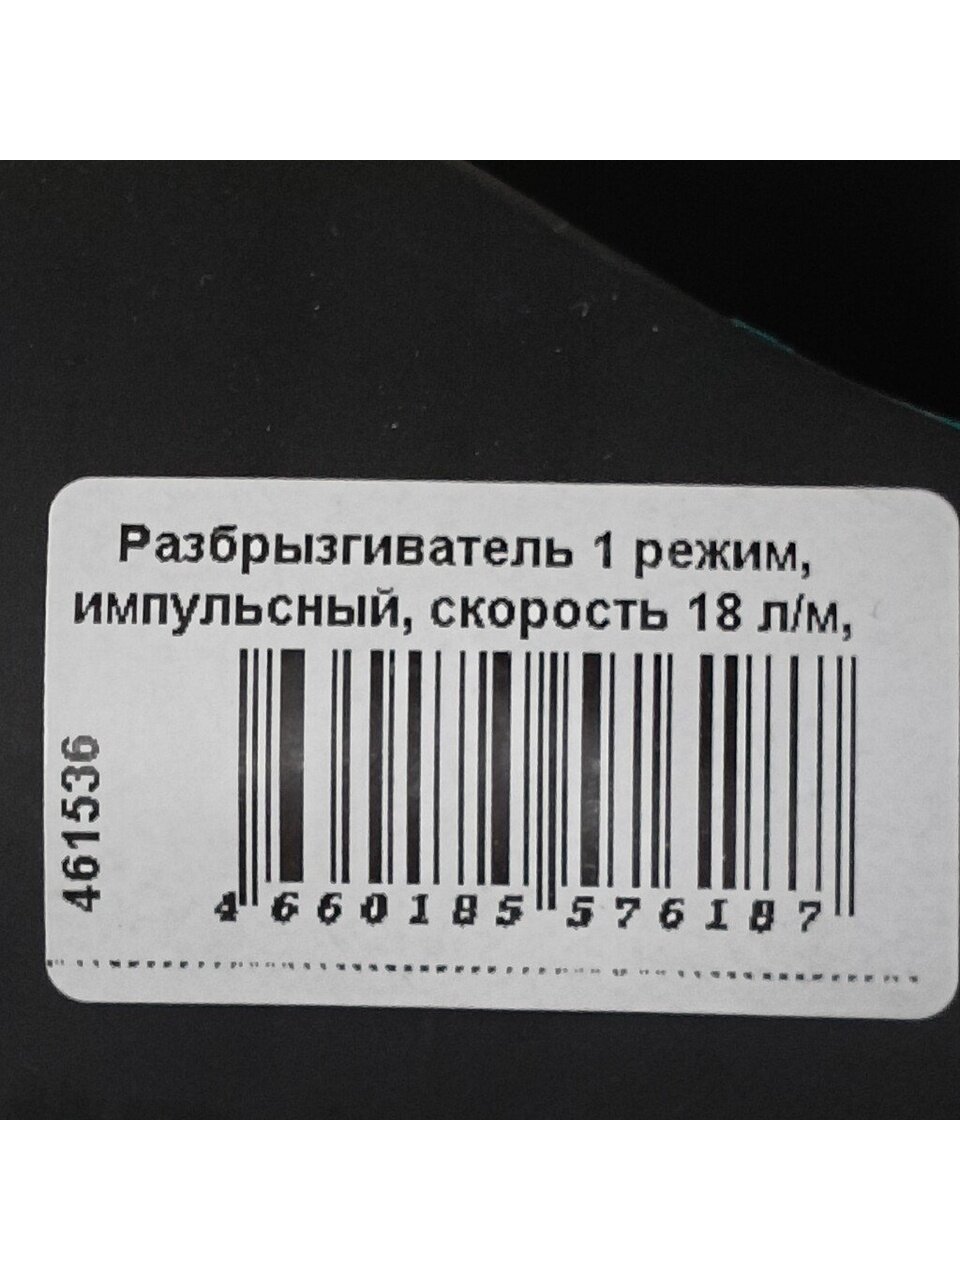 Разбрызгиватель 1 режим,
импульсный, скорость 18 л/м,
461536
4660185576187